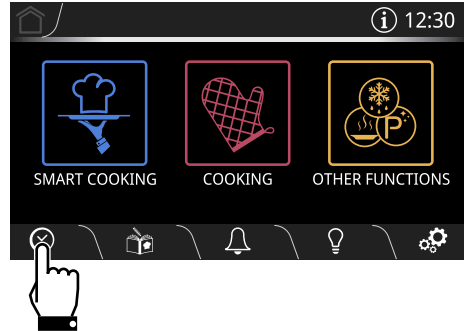 i 12:30
SMART COOKING
COOKING
OTHER FUNCTIONS
P